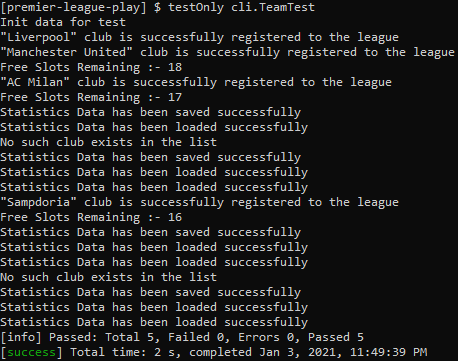 [premier-league-play] $ testOnly cli.TeamTest
Init data for test
"Liverpool" club is successfully registered to the league
"Manchester United" club is successfully registered to the league
Free Slots Remaining :- 18
"AC Milan" club is successfully registered to the league
Free Slots Remaining :- 17
Statistics Data has been saved successfully
Statistics Data has been loaded successfully
No such club exists in the list
Statistics Data has been saved successfully
Statistics Data has been loaded successfully
Statistics Data has been saved successfully
"Sampdoria" club is successfully registered to the league
Free Slots Remaining :- 16
Statistics Data has been saved successfully
Statistics Data has been loaded successfully
Statistics Data has been loaded successfully
No such club exists in the list
Statistics Data has been saved successfully
Statistics Data has been loaded successfully
Statistics Data has been loaded successfully
[info] Passed: Total 5, Failed 0, Errors 0, Passed 5
[success] Total time: 2 s, completed Jan 3, 2021, 11:49:39 PM